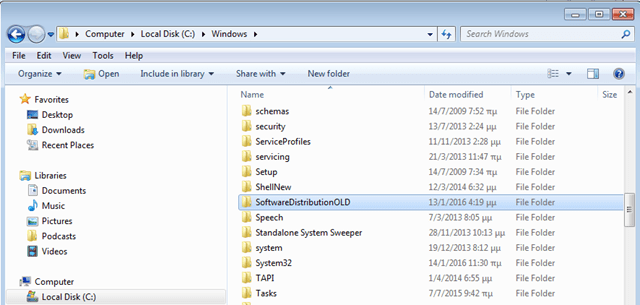 Computer Local Disk (C:) Windows Search Windows
File Edit View Tools Help
Organize Open Include in library Share with New folder
Favorites
Desktop
Downloads
Recent Places
Libraries
Documents
Music
Pictures
Podcasts
Videos
Computer
Local Disk (C:)
Name Date modified Type Size
schemas 14/7/2009 7:52 πμ File Folder
security 13/7/2013 2:24 μμ File Folder
ServiceProfiles 11/11/2013 2:28 μμ File Folder
servicing 21/3/2013 11:47 πμ File Folder
Setup 14/7/2009 7:34 πμ File Folder
ShellNew 12/3/2014 6:32 μμ File Folder
SoftwareDistributionOLD 13/1/2016 4:19 μμ File Folder
Speech 7/3/2013 8:05 μμ File Folder
Standalone System Sweeper 28/11/2013 10:13 μμ File Folder
system 19/12/2013 8:12 μμ File Folder
System32 14/1/2016 11:30 πμ File Folder
TAPI 1/4/2014 6:55 μμ File Folder
Tasks 7/7/2015 9:42 πμ File Folder